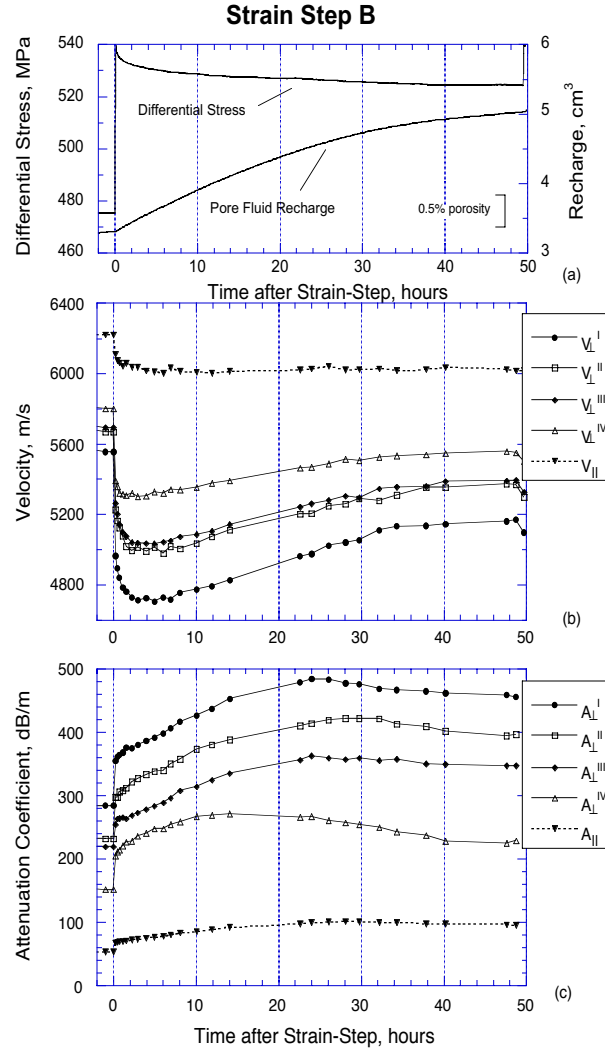 Strain Step B
Differential Stress, MPa
540
520
500
480
460
Differential Stress
Pore Fluid Recharge
0.5% porosity
6
5
4
3
Recharge, cm3
(a)
0 10 20 30 40 50
Time after Strain-Step, hours
Velocity, m/s
6400
6000
5600
5200
4800
V⊥I
V⊥II
V⊥III
V⊥IV
V||
0 10 20 30 40 50
(b)
Attenuation Coefficient, dB/m
500
400
300
200
100
0
A⊥I
A⊥II
A⊥III
A⊥IV
A||
0 10 20 30 40 50
(c)
Time after Strain-Step, hours